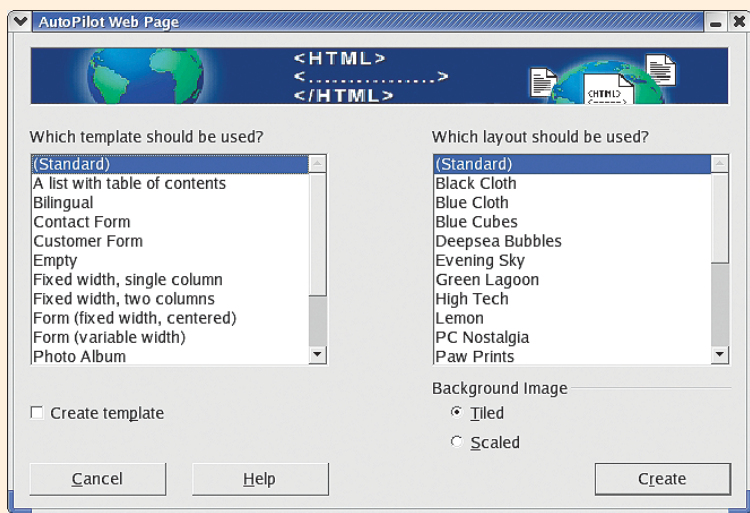 AutoPilot Web Page
<HTML>
<................>
</HTML>
<HTML>
Which template should be used?
(Standard)
A list with table of contents
Bilingual
Contact Form
Customer Form
Empty
Fixed width, single column
Fixed width, two columns
Form (fixed width, centered)
Form (variable width)
Photo Album
Which layout should be used?
(Standard)
Black Cloth
Blue Cloth
Blue Cubes
Deepsea Bubbles
Evening Sky
Green Lagoon
High Tech
Lemon
PC Nostalgia
Paw Prints
Create template
Background Image
Tiled
Scaled
Cancel
Help
Create